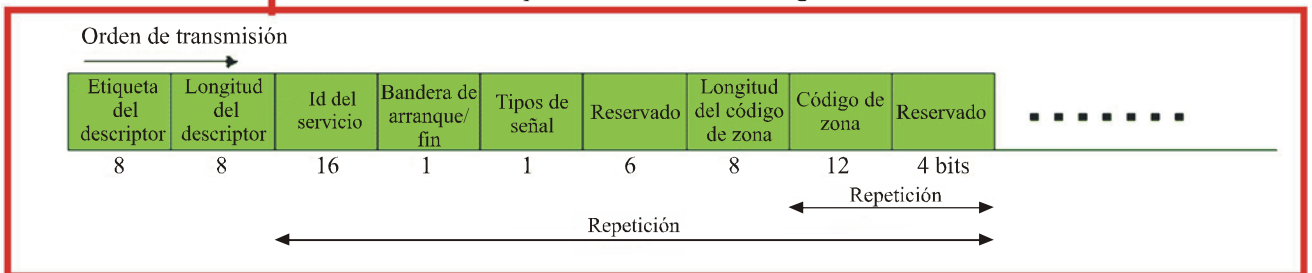 Orden de transmisión
Etiqueta
del
descriptor
Longitud
del
descriptor
Id del
servicio
Bandera de
arranque/
fin
Tipos de
señal
Reservado
Longitud
del código
de zona
Código de
zona
Reservado
8 8 16 1 1 6 8 12 4 bits
Repetición
Repetición